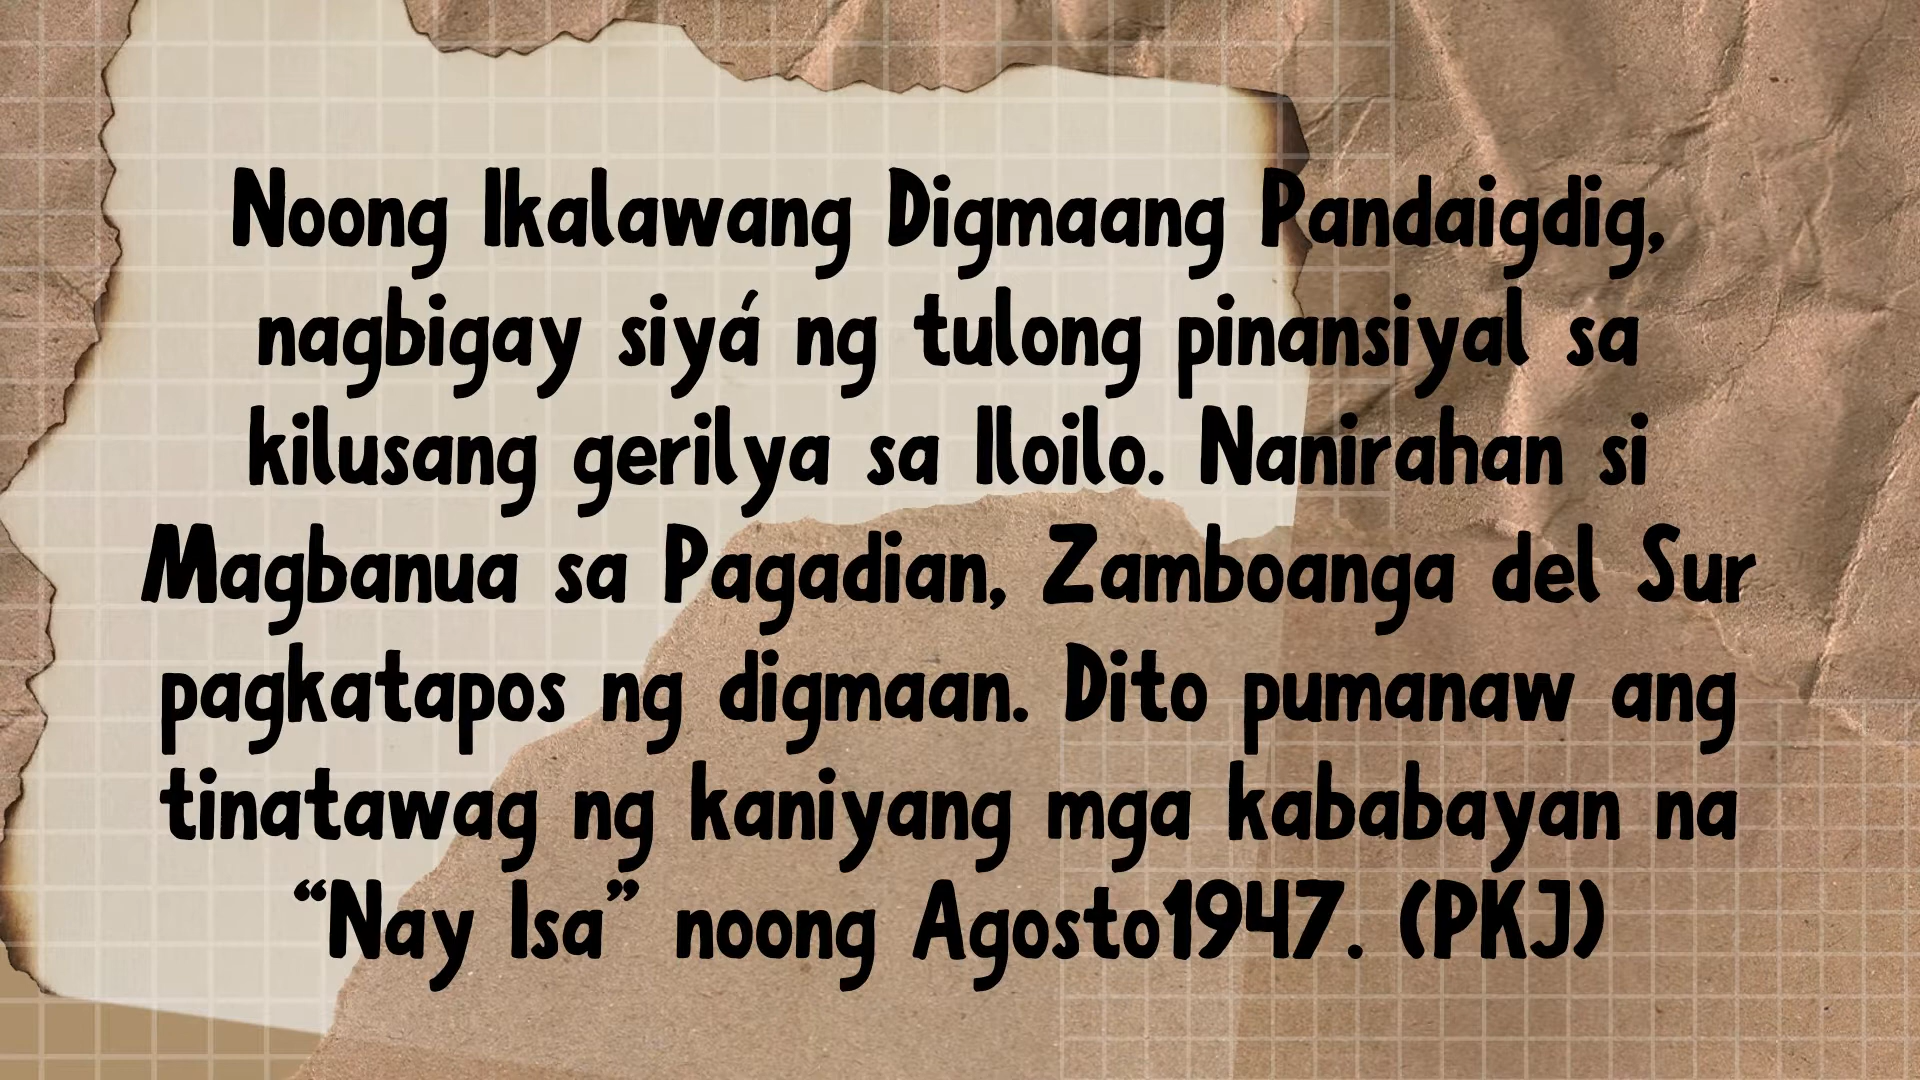 Noong Ikalawang Digmaang Pandaigdig,
nagbigay siyá ng tulong pinansiyal sa
kilusang gerilya sa Iloilo. Nanirahan si
Magbanua sa Pagadian, Zamboanga del Sur
pagkatapos ng digmaan. Dito pumanaw ang
tinatawag ng kaniyang mga kababayan na
“Nay Isa” noong Agosto1947. (PKJ)